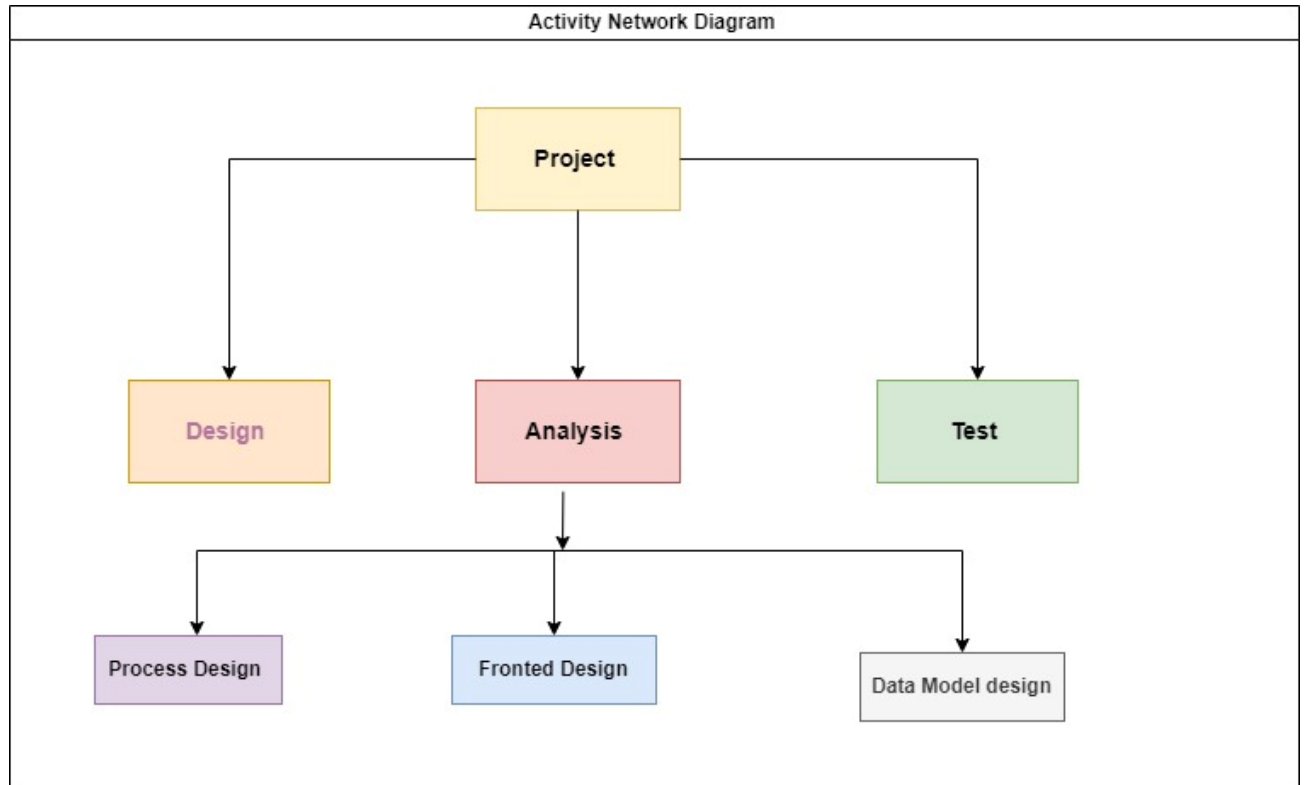 Activity Network Diagram
Project
Design
Analysis
Test
Process Design
Fronted Design
Data Model design